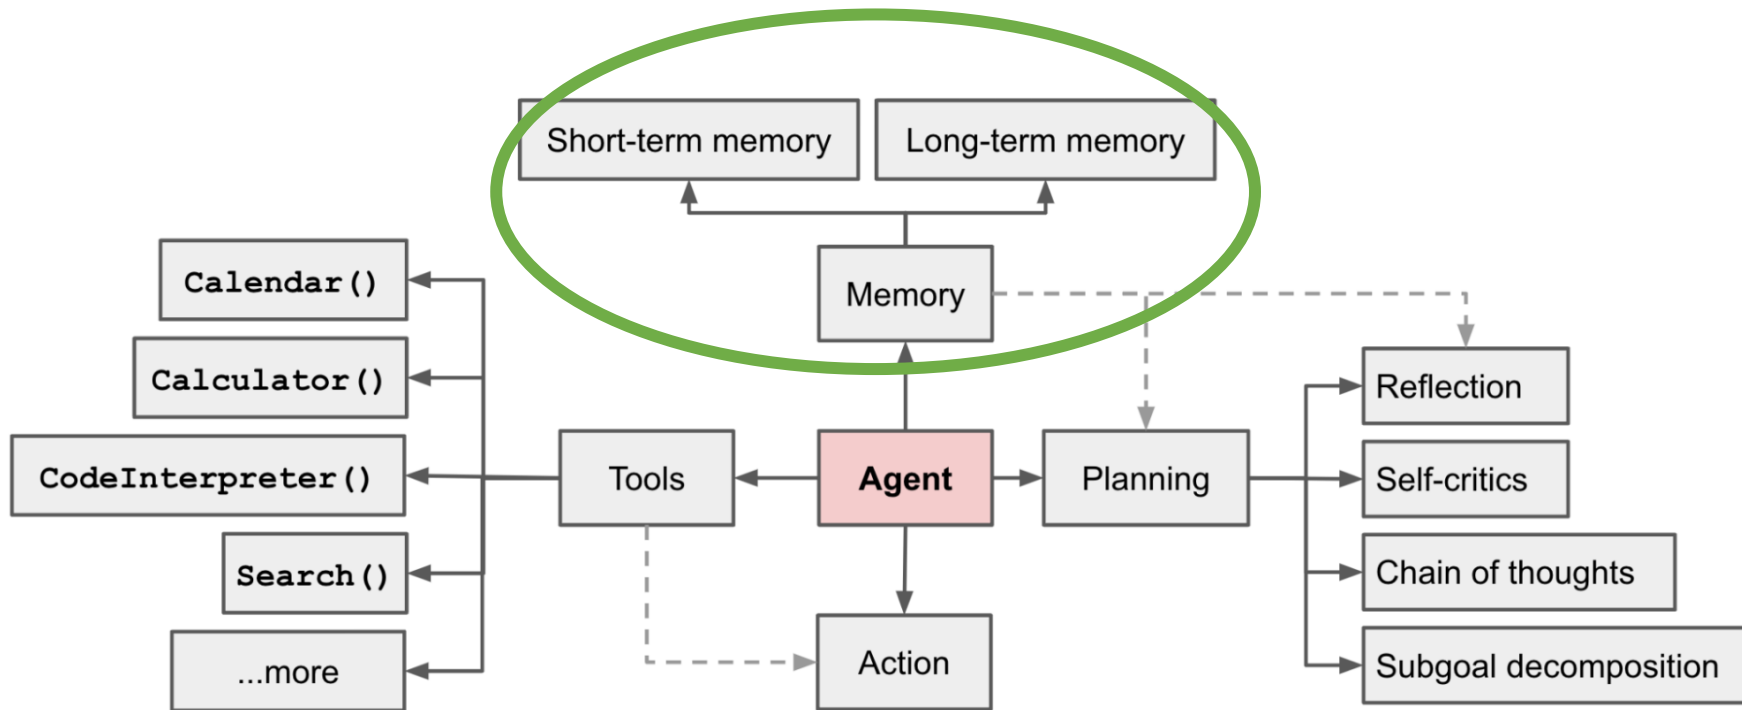 Short-term memory
Long-term memory
Memory
Calendar()
Calculator()
CodeInterpreter()
Search()
...more
Tools
Agent
Planning
Action
Reflection
Self-critics
Chain of thoughts
Subgoal decomposition